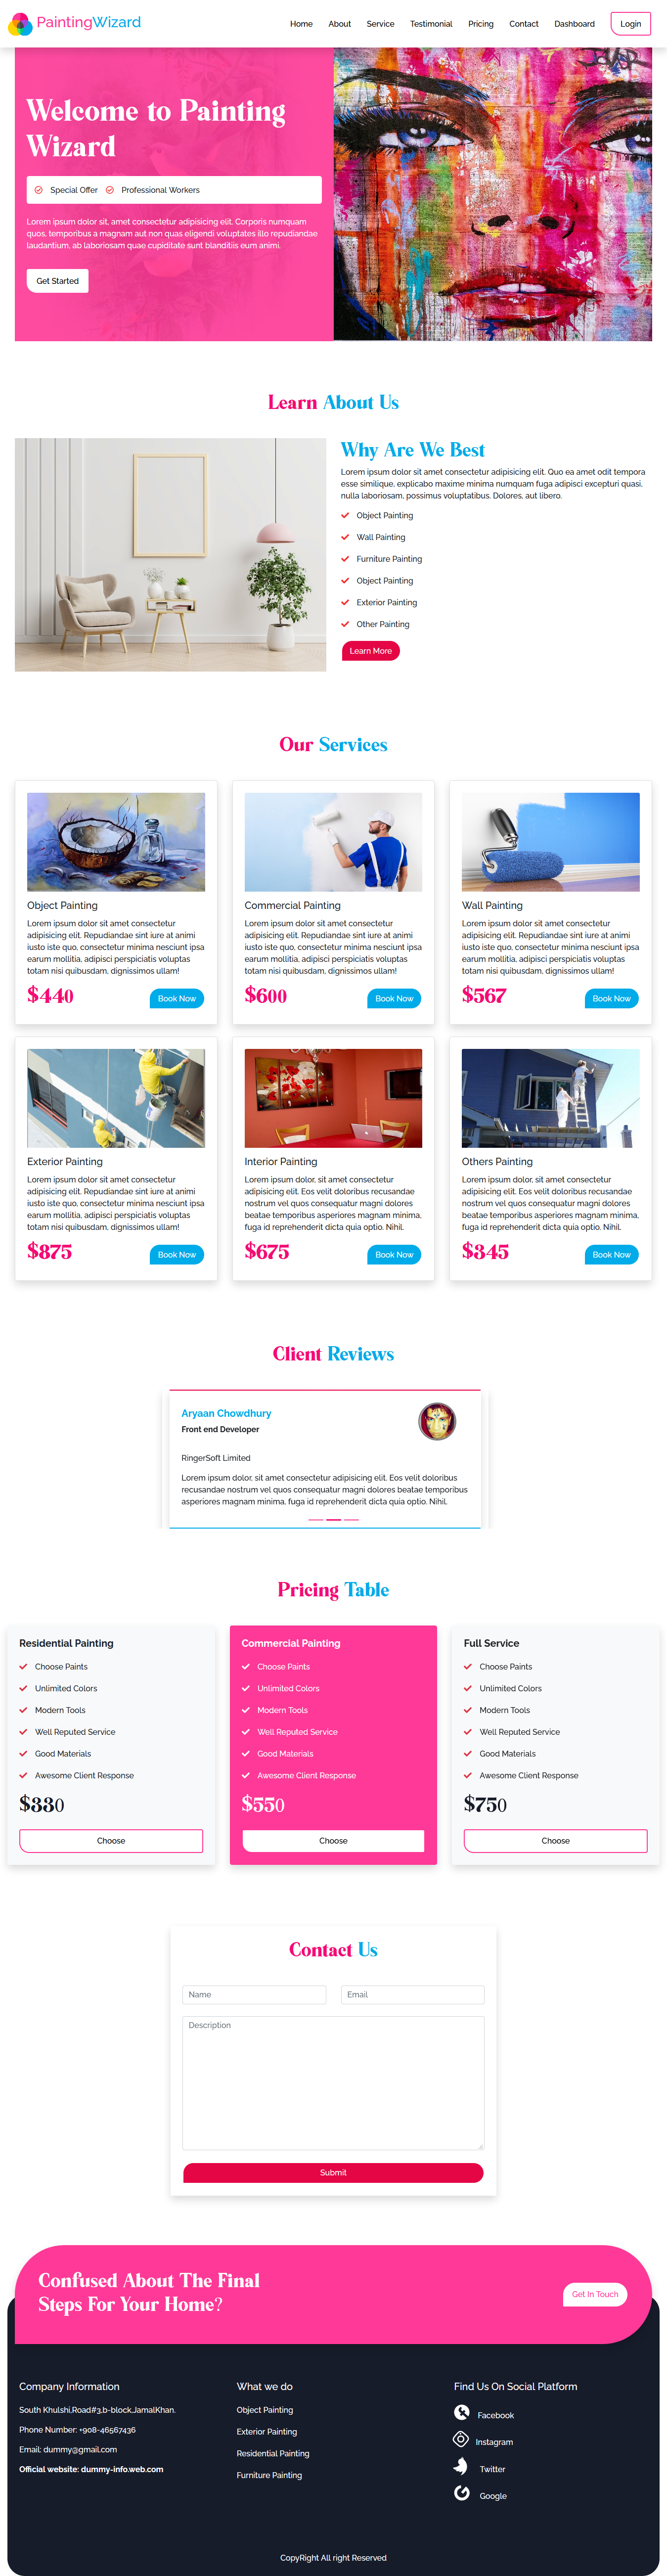 PaintingWizard
Home About Service Testimonial Pricing Contact Dashboard Login
Welcome to Painting
Wizard
Special Offer Professional Workers
Lorem ipsum dolor sit, amet consectetur adipisicing elit. Corporis numquam
quos, temporibus a magnam aut non quas eligendi voluptates illo repudiandae
laudantium, ab laboriosam quae cupiditate sunt blanditiis eum animi.
Get Started
Learn About Us
Why Are We Best
Lorem ipsum dolor sit amet consectetur adipisicing elit. Quo ea amet odit tempora
esse similique, explicabo maxime minima numquam fuga adipisci excepturi quasi,
nulla laboriosam, possimus voluptatibus. Dolores, aut libero.
Object Painting
Wall Painting
Furniture Painting
Object Painting
Exterior Painting
Other Painting
Learn More
Our Services
Object Painting
Lorem ipsum dolor sit amet consectetur
adipisicing elit. Repudiandae sint iure at animi
iusto iste quo, consectetur minima nesciunt ipsa
earum mollitia, adipisci perspiciatis voluptas
totam nisi quibusdam, dignissimos ullam!
$440 Book Now
Commercial Painting
Lorem ipsum dolor sit amet consectetur
adipisicing elit. Repudiandae sint iure at animi
iusto iste quo, consectetur minima nesciunt ipsa
earum mollitia, adipisci perspiciatis voluptas
totam nisi quibusdam, dignissimos ullam!
$600 Book Now
Wall Painting
Lorem ipsum dolor sit amet consectetur
adipisicing elit. Repudiandae sint iure at animi
iusto iste quo, consectetur minima nesciunt ipsa
earum mollitia, adipisci perspiciatis voluptas
totam nisi quibusdam, dignissimos ullam!
$567 Book Now
Exterior Painting
Lorem ipsum dolor sit amet consectetur
adipisicing elit. Repudiandae sint iure at animi
iusto iste quo, consectetur minima nesciunt ipsa
earum mollitia, adipisci perspiciatis voluptas
totam nisi quibusdam, dignissimos ullam!
$875 Book Now
Interior Painting
Lorem ipsum dolor, sit amet consectetur
adipisicing elit. Eos velit doloribus recusandae
nostrum vel quos consequatur magni dolores
beatae temporibus asperiores magnam minima,
fuga id reprehenderit dicta quia optio. Nihil.
$675 Book Now
Others Painting
Lorem ipsum dolor, sit amet consectetur
adipisicing elit. Eos velit doloribus recusandae
nostrum vel quos consequatur magni dolores
beatae temporibus asperiores magnam minima,
fuga id reprehenderit dicta quia optio. Nihil.
$345 Book Now
Client Reviews
Aryaan Chowdhury
Front end Developer
RingerSoft Limited
Lorem ipsum dolor, sit amet consectetur adipisicing elit. Eos velit doloribus
recusandae nostrum vel quos consequatur magni dolores beatae temporibus
asperiores magnam minima, fuga id reprehenderit dicta quia optio. Nihil.
Pricing Table
Residential Painting
Choose Paints
Unlimited Colors
Modern Tools
Well Reputed Service
Good Materials
Awesome Client Response
$330
Choose
Commercial Painting
Choose Paints
Unlimited Colors
Modern Tools
Well Reputed Service
Good Materials
Awesome Client Response
$550
Choose
Full Service
Choose Paints
Unlimited Colors
Modern Tools
Well Reputed Service
Good Materials
Awesome Client Response
$750
Choose
Contact Us
Name Email
Description
Submit
Confused About The Final
Steps For Your Home?
Get In Touch
Company Information
South Khulshi,Road#3,b-block,JamalKhan.
Phone Number: +908-46567436
Email: dummy@gmail.com
Official website: dummy-info.web.com
What we do
Object Painting
Exterior Painting
Residential Painting
Furniture Painting
Find Us On Social Platform
Facebook
Instagram
Twitter
Google
CopyRight All right Reserved